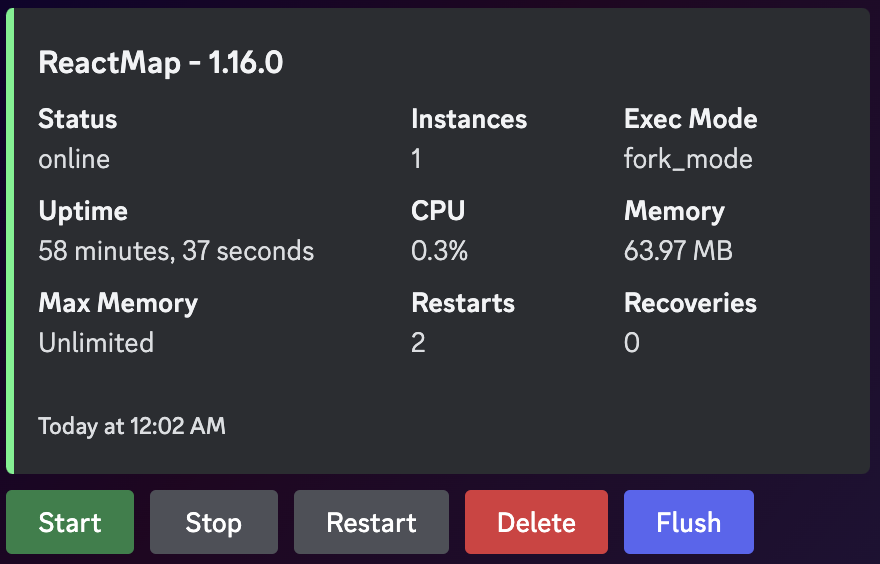 ReactMap - 1.16.0
Status Instances Exec Mode
online 1 fork_mode
Uptime CPU Memory
58 minutes, 37 seconds 0.3% 63.97 MB
Max Memory Restarts Recoveries
Unlimited 2 0
Today at 12:02 AM
Start Stop Restart Delete Flush